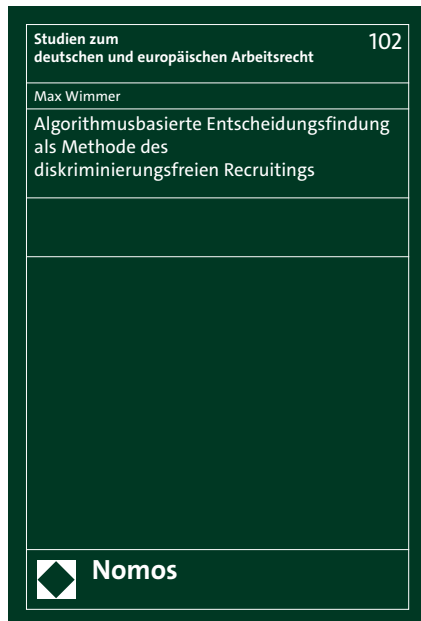 Studien zum
102
deutschen und europäischen Arbeitsrecht
Max Wimmer
Algorithmusbasierte Entscheidungsfindung
als Methode des
diskriminierungsfreien Recruitings
Nomos